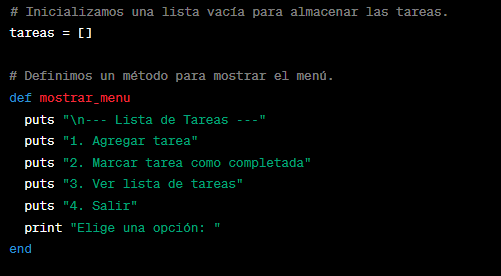 # Inicializamos una lista vacía para almacenar las tareas.
tareas = []
# Definimos un método para mostrar el menú.
def mostrar_menu
puts "\n--- Lista de Tareas ---"
puts "1. Agregar tarea"
puts "2. Marcar tarea como completada"
puts "3. Ver lista de tareas"
puts "4. Salir"
print "Elige una opción: "
end